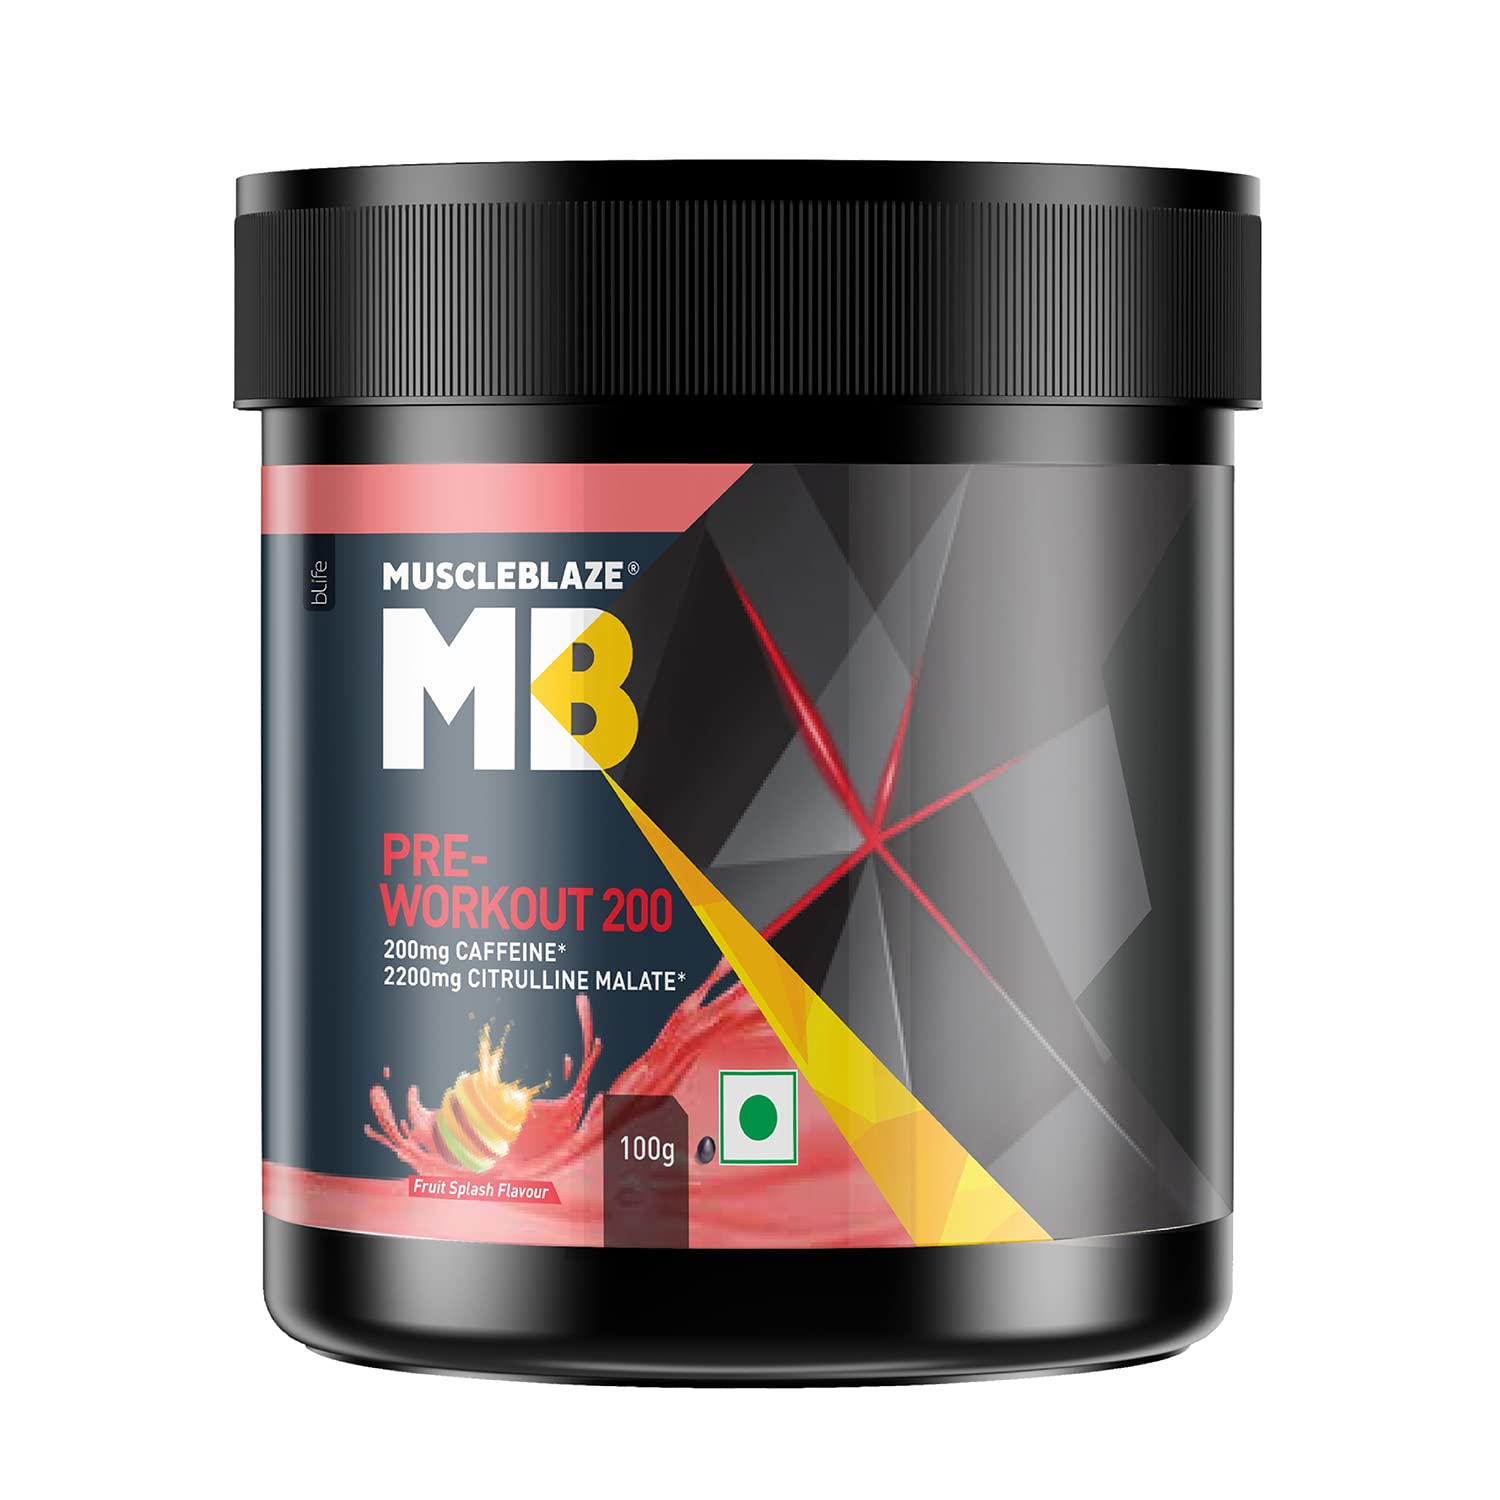 bLife
MUSCLEBLAZE®
MB
PRE-
WORKOUT 200
200mg CAFFEINE*
2200mg CITRULLINE MALATE*
100g
Fruit Splash Flavour